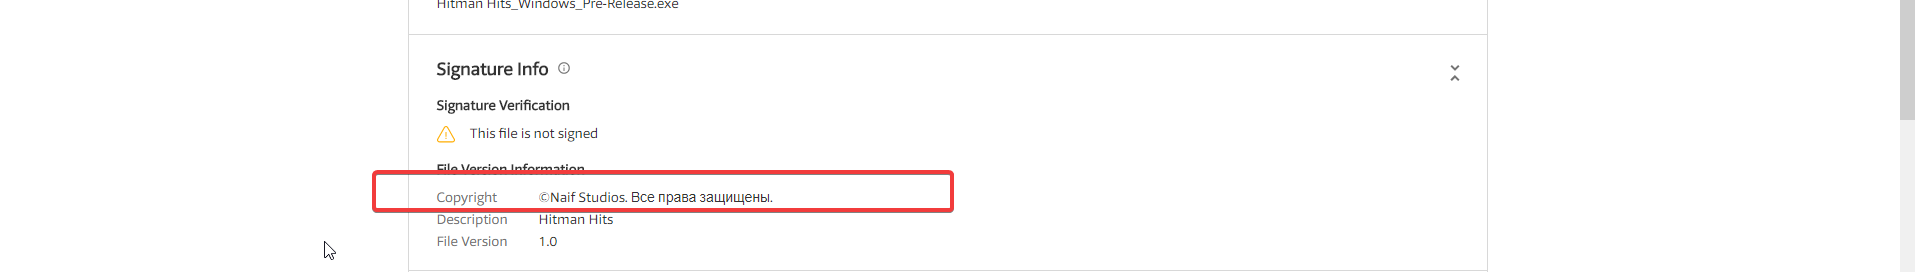 Hitman Hits_Windows_Pre-Release.exe
Signature Info
Signature Verification
This file is not signed
File Version Information
Copyright ©Naif Studios. Все права защищены.
Description Hitman Hits
File Version 1.0